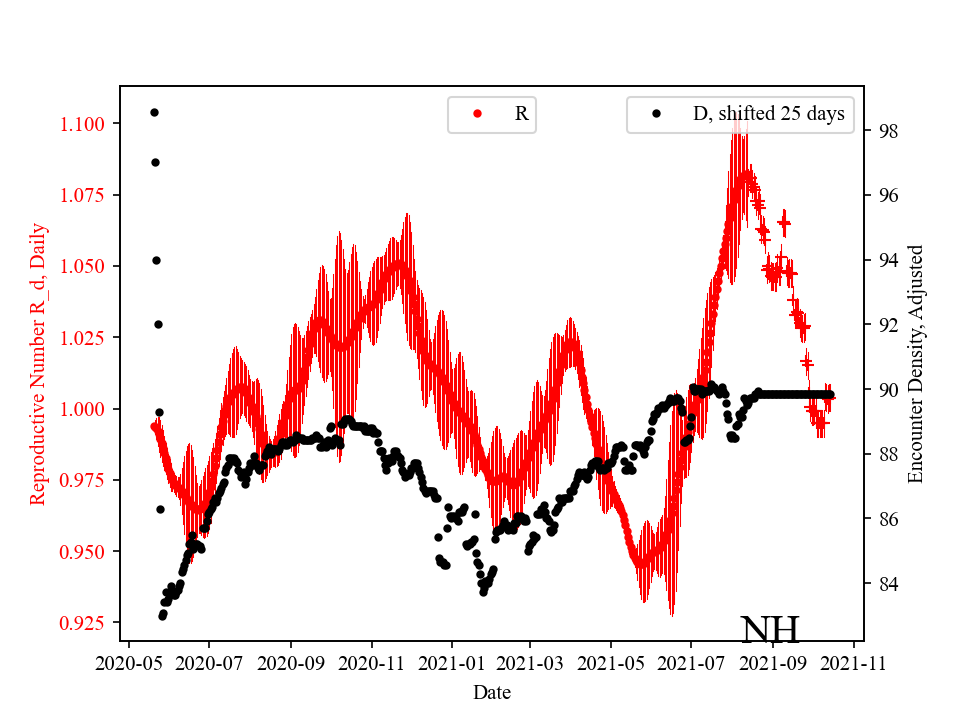 R
D, shifted 25 days
Reproductive Number R_d, Daily
1.100
1.075
1.050
1.025
1.000
0.975
0.950
0.925
98
96
94
92
90
88
86
84
Encounter Density, Adjusted
NH
2020-05 2020-07 2020-09 2020-11 2021-01 2021-03 2021-05 2021-07 2021-09 2021-11
Date